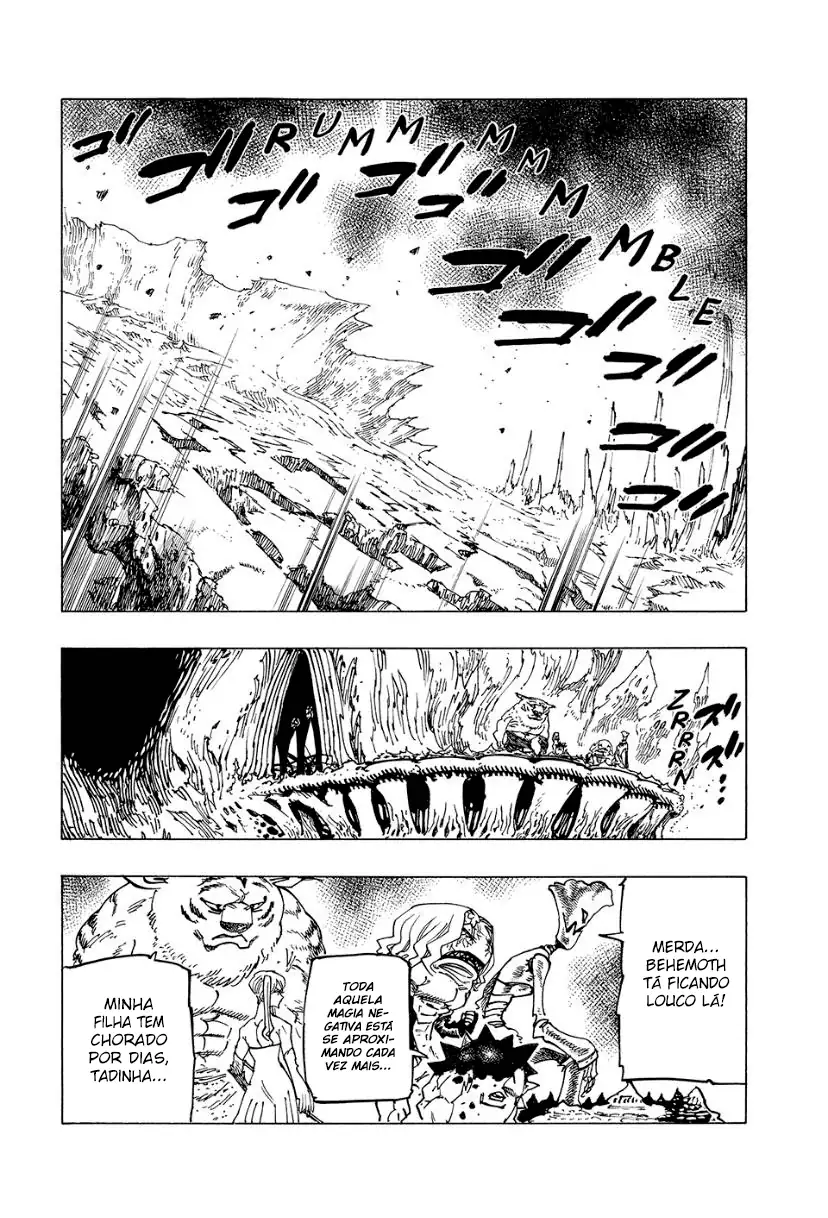 ゴゴゴゴゴゴゴゴゴゴゴゴゴ
RUMMMMMMBLE
ZRRRN
ズズズ…
MERDA...
BEHEMOTH
TÁ FICANDO
LOUCO LÁ!
TODA
AQUELA
MAGIA NE-
GATIVA ESTÁ
SE APROXI-
MANDO CADA
VEZ MAIS...
MINHA
FILHA TEM
CHORADO
POR DIAS,
TADINHA...